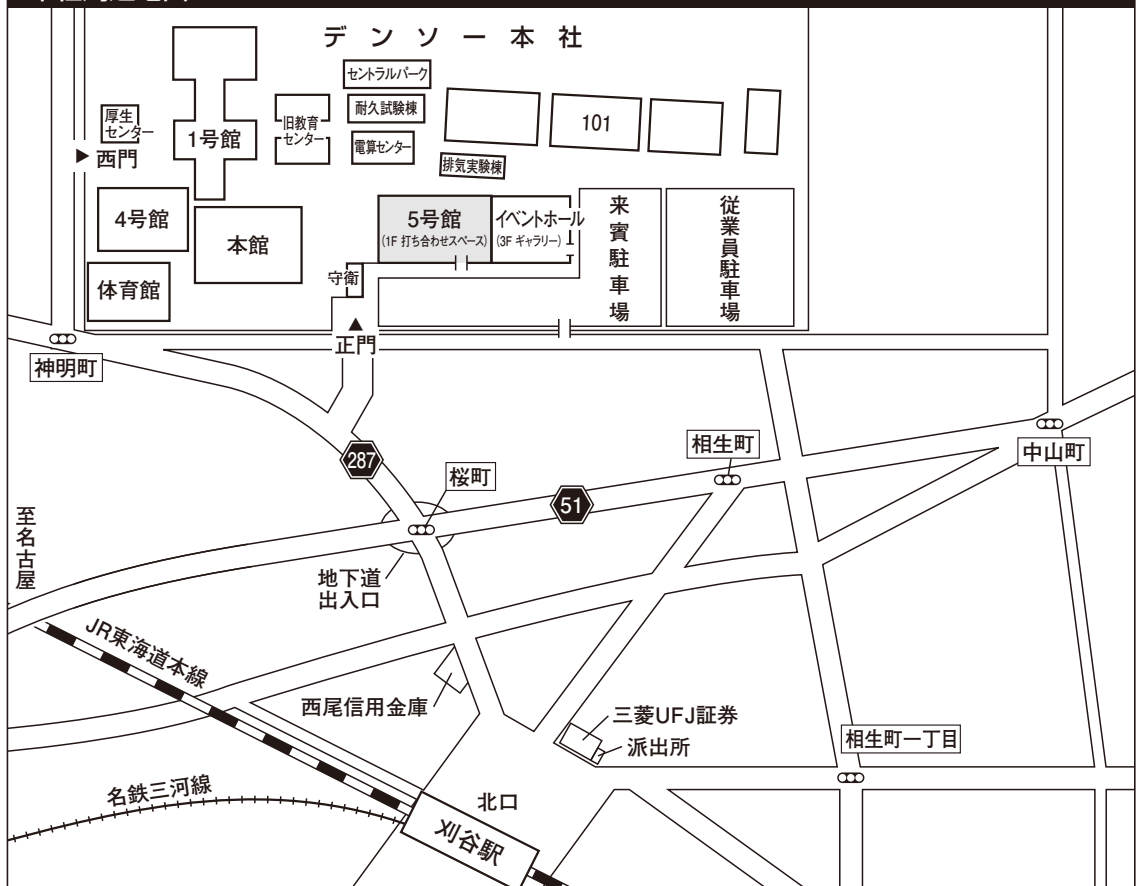 デンソー本社
セントラルパーク
厚生
センター
1号館
旧教育
センター
耐久試験棟
電算センター
101
排気実験棟
西門
4号館
本館
5号館
(1F 打ち合わせスペース)
イベントホール
(3F ギャラリー)
来賓駐車場
従業員駐車場
体育館
守衛
正門
神明町
287
桜町
51
相生町
中山町
至名古屋
地下道
出入口
JR東海道本線
西尾信用金庫
三菱UFJ証券
派出所
相生町一丁目
名鉄三河線
北口
刈谷駅